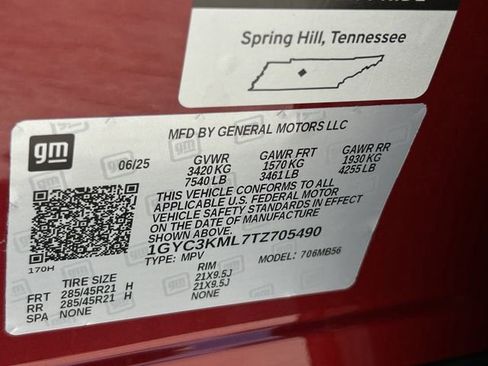 Spring Hill, Tennessee
gm
MFD BY GENERAL MOTORS LLC
06/25 GVWR GAWR FRT GAWR RR
3420 KG 1570 KG 1930 KG
7540 LB 3461 LB 4255 LB
THIS VEHICLE CONFORMS TO ALL
APPLICABLE U.S. FEDERAL MOTOR
VEHICLE SAFETY STANDARDS IN EFFECT
ON THE DATE OF MANUFACTURE
SHOWN ABOVE.
1GYC3KML7TZ705490
TYPE: MPV MODEL: 706MB56
170H
TIRE SIZE RIM
FRT 285/45R21 H 21X9.5J
RR 285/45R21 H 21X9.5J
SPA NONE NONE